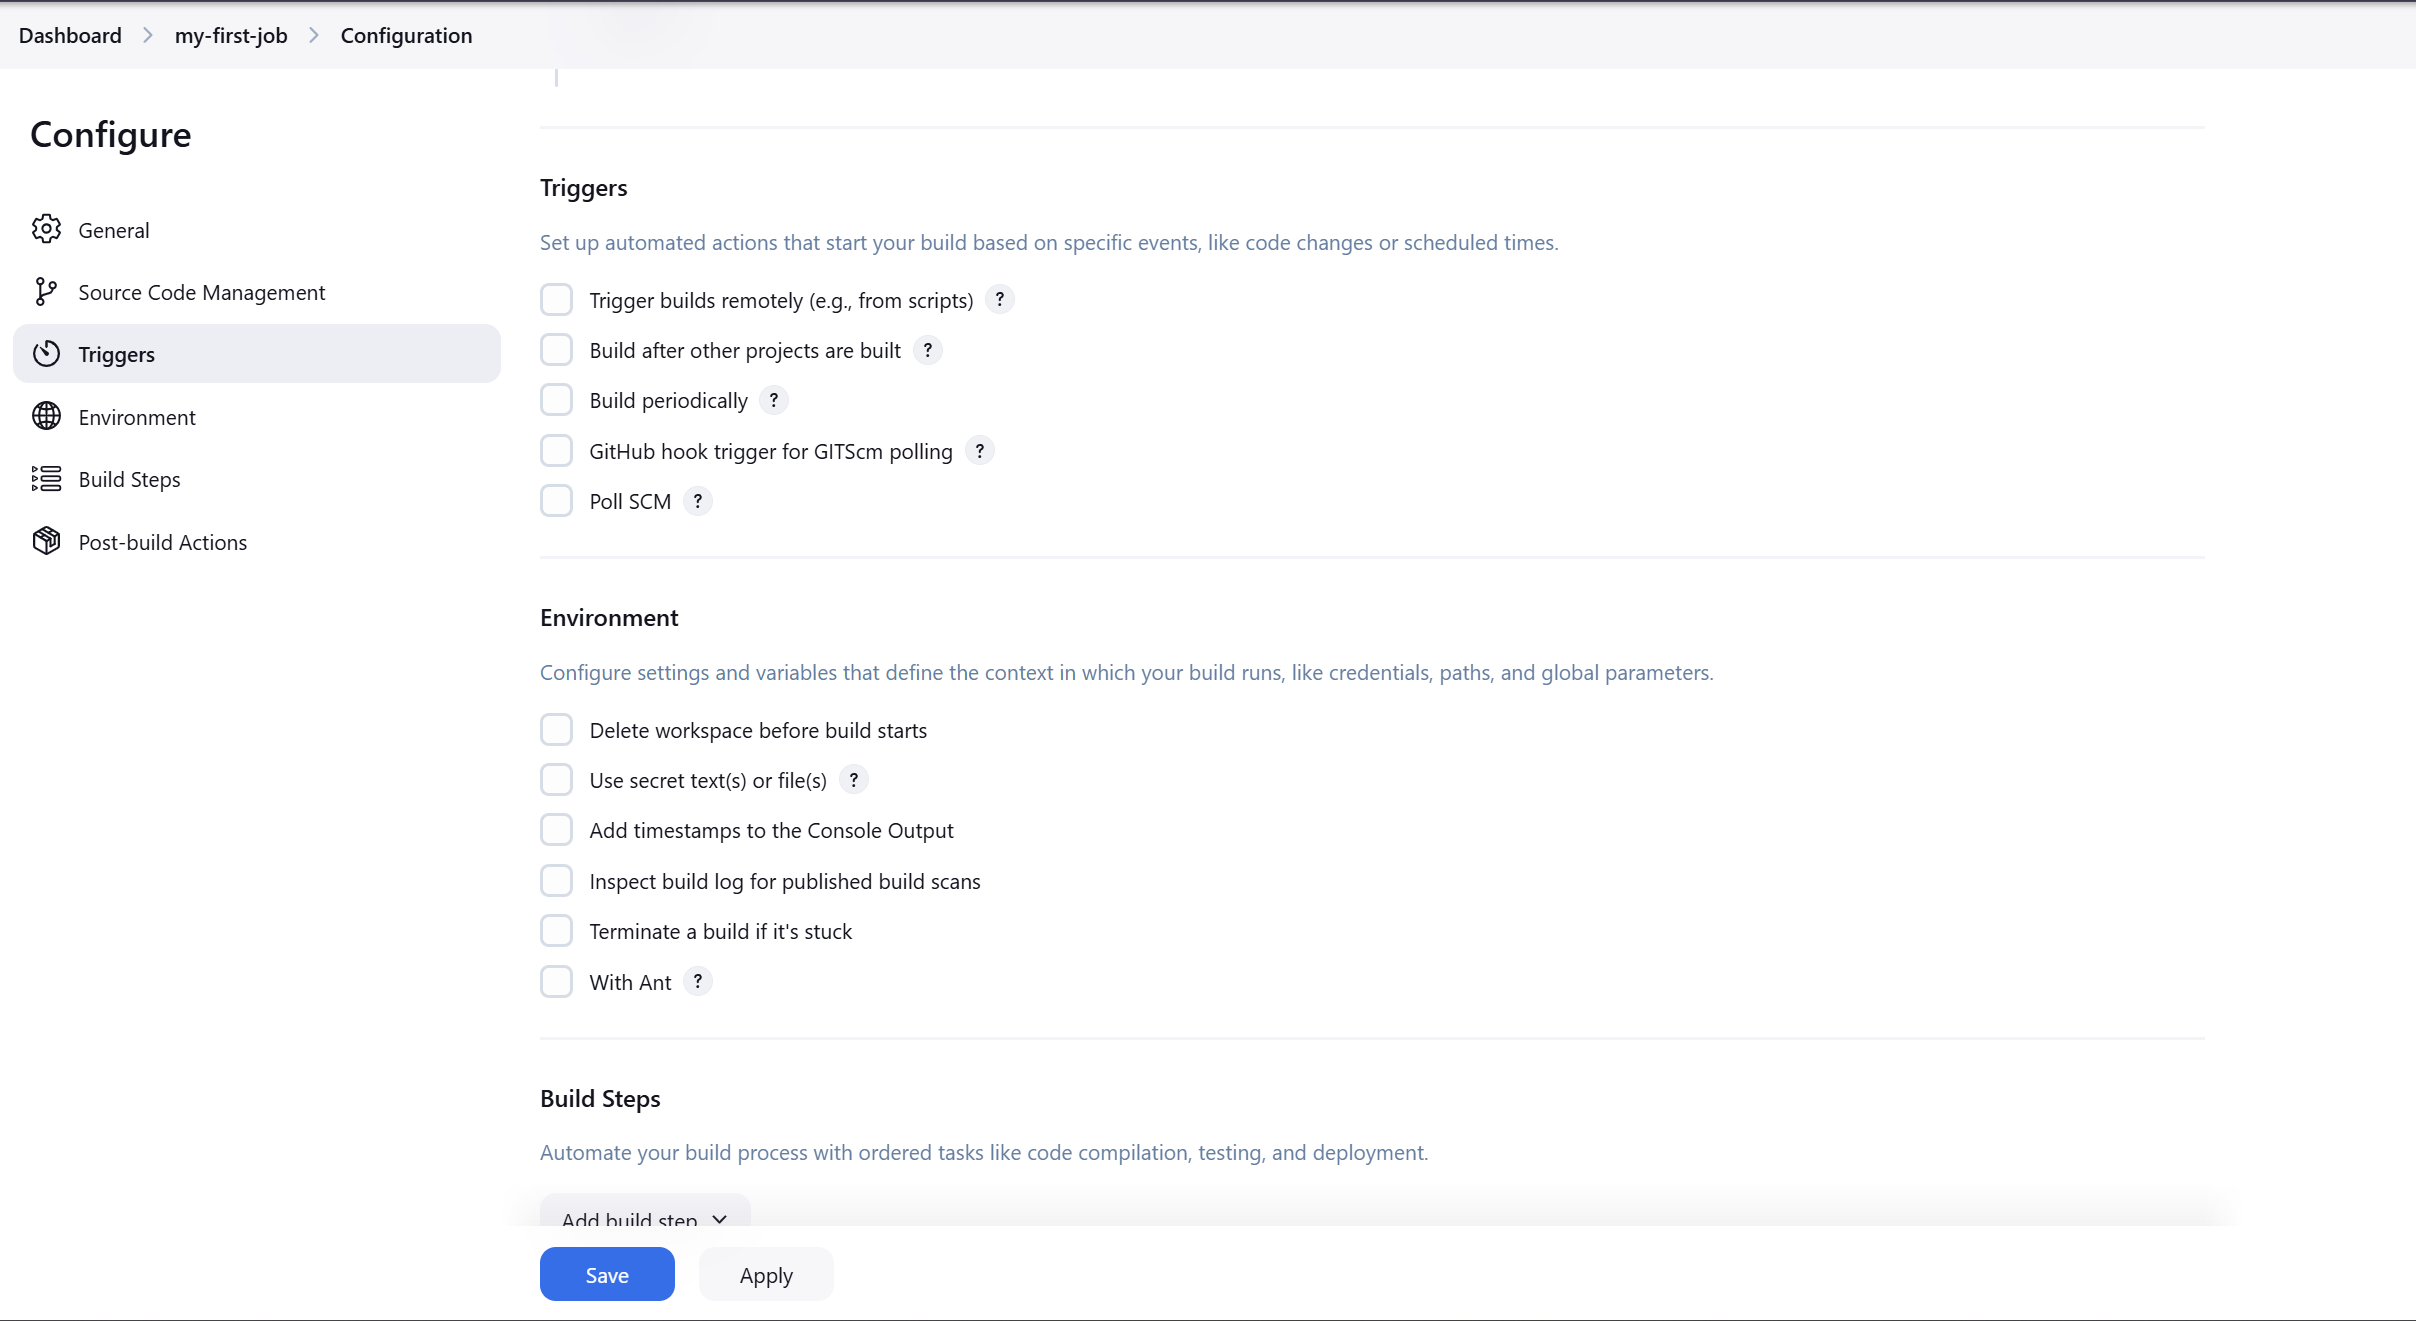 Dashboard > my-first-job > Configuration
Configure
General
Source Code Management
Triggers
Environment
Build Steps
Post-build Actions
Triggers
Set up automated actions that start your build based on specific events, like code changes or scheduled times.
Trigger builds remotely (e.g., from scripts) ?
Build after other projects are built ?
Build periodically ?
GitHub hook trigger for GITScm polling ?
Poll SCM ?
Environment
Configure settings and variables that define the context in which your build runs, like credentials, paths, and global parameters.
Delete workspace before build starts
Use secret text(s) or file(s) ?
Add timestamps to the Console Output
Inspect build log for published build scans
Terminate a build if it's stuck
With Ant ?
Build Steps
Automate your build process with ordered tasks like code compilation, testing, and deployment.
Add build step
Save Apply